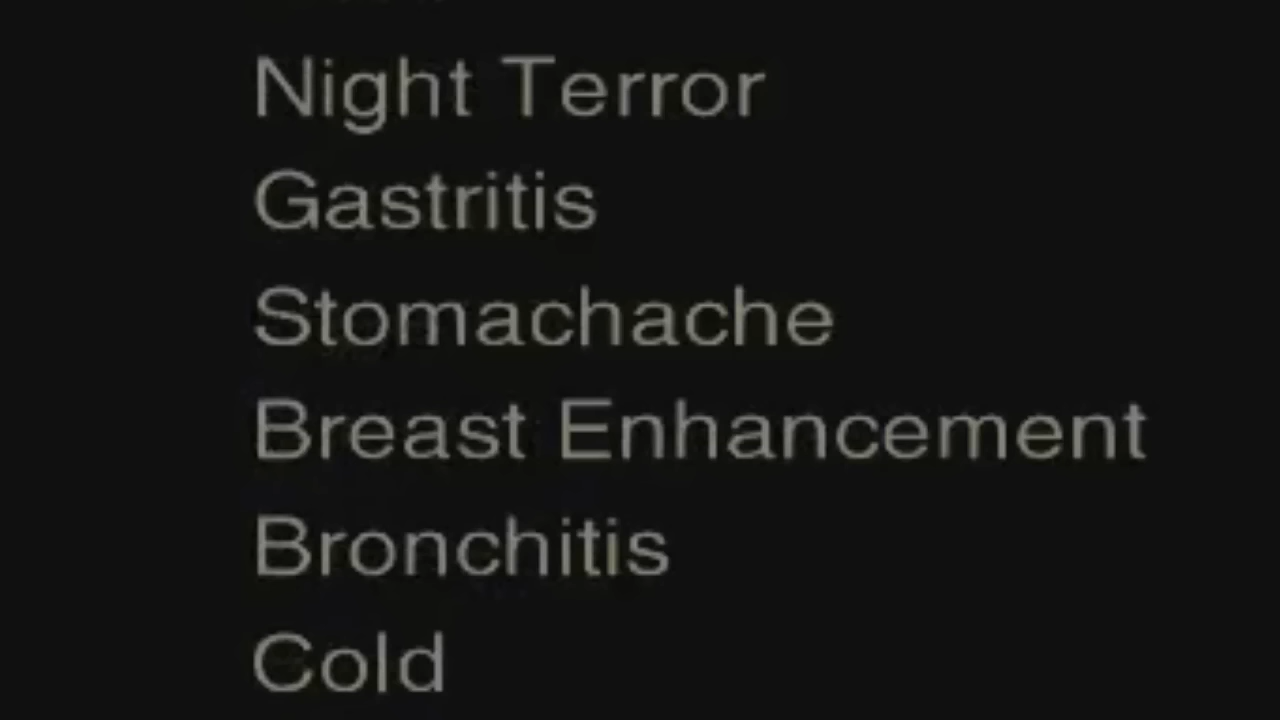 Night Terror
Gastritis
Stomachache
Breast Enhancement
Bronchitis
Cold